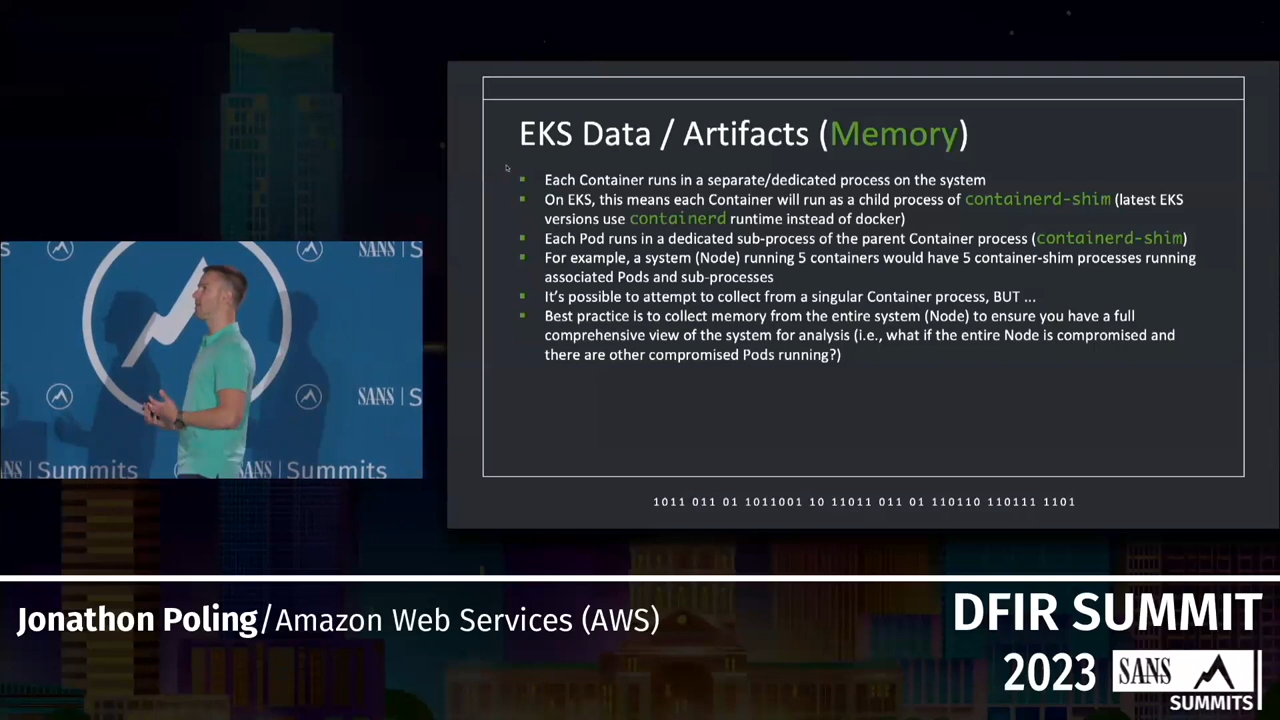 EKS Data / Artifacts (Memory)
Each Container runs in a separate/dedicated process on the system
On EKS, this means each Container will run as a child process of containerd-shim (latest EKS
versions use containerd runtime instead of docker)
Each Pod runs in a dedicated sub-process of the parent Container process (containerd-shim)
For example, a system (Node) running 5 containers would have 5 container-shim processes running
associated Pods and sub-processes
It's possible to attempt to collect from a singular Container process, BUT ...
Best practice is to collect memory from the entire system (Node) to ensure you have a full
comprehensive view of the system for analysis (i.e., what if the entire Node is compromised and
there are other compromised Pods running?)
1011 011 01 1011001 10 11011 011 01 110110 110111 1101
SANS | S
s
SANS | S
NS | Summits
SANS | Summits
Jonathon Poling/Amazon Web Services (AWS)
DFIR SUMMIT
2023
SANS
SUMMITS